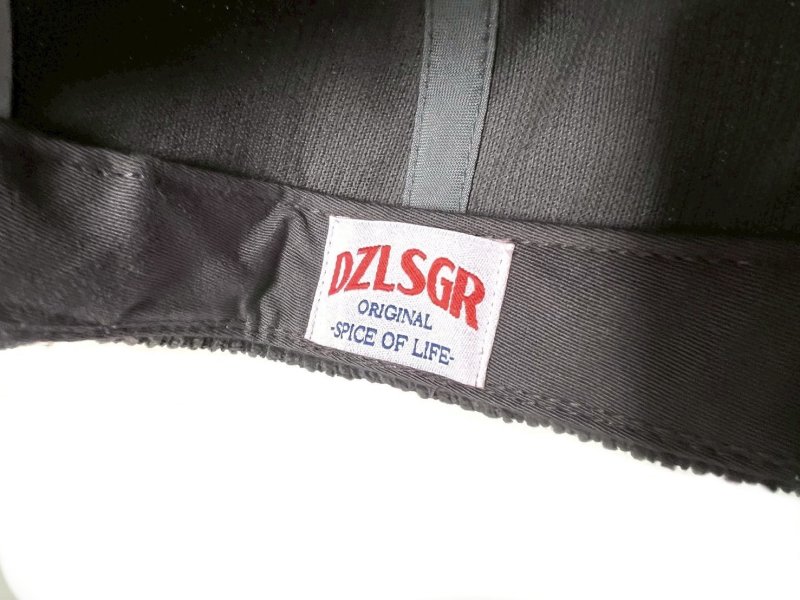 DZLSGR
ORIGINAL
-SPICE OF LIFE-